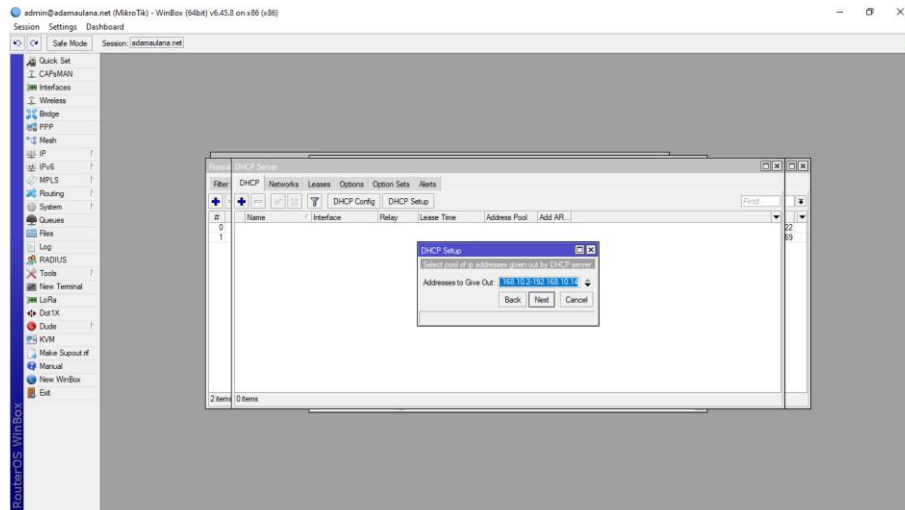 admin@adamaulana.net (MikroTik) - WinBox (64bit) v6.45.8 on x86 (x86)
Session Settings Dashboard
Safe Mode Session: adamaulana.net
Quick Set
CAPsMAN
Interfaces
Wireless
Bridge
PPP
Mesh
IP
IPv6
MPLS
Routing
System
Queues
Files
Log
RADIUS
Tools
New Terminal
LoRa
Dot1X
Dude
KVM
Make Supout.rif
Manual
New WinBox
Exit
RouterOS WinBox
Firewall DHCP Server
Filter DHCP Networks Leases Options Option Sets Alerts
DHCP Config DHCP Setup Find
# Name Interface Relay Lease Time Address Pool Add AR...
0 22
1 69
DHCP Setup
Select pool of ip addresses given out by DHCP server
Addresses to Give Out: 168.10.2-192.168.10.14
Back Next Cancel
2 items 0 items